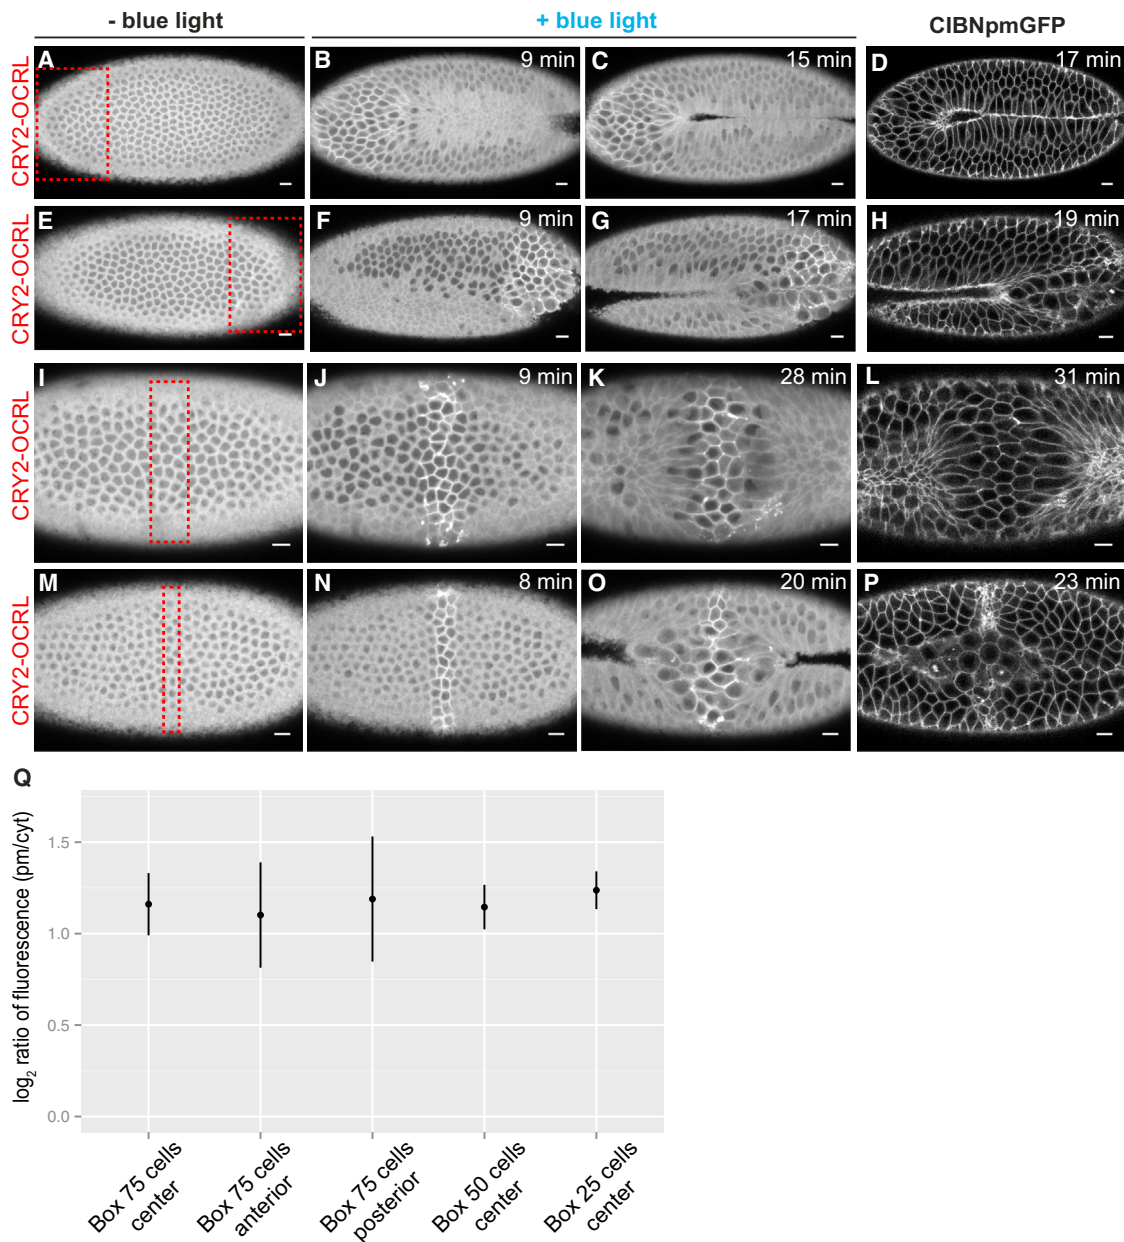 - blue light
+ blue light
CIBNpmGFP
CRY2-OCRL
A
B
9 min
C
15 min
D
17 min
CRY2-OCRL
E
F
9 min
G
17 min
H
19 min
CRY2-OCRL
I
J
9 min
K
28 min
L
31 min
CRY2-OCRL
M
N
8 min
O
20 min
P
23 min
Q
log2 ratio of fluorescence (pm/cyt)
1.5
1.0
0.5
0.0
Box 75 cells
center
Box 75 cells
anterior
Box 75 cells
posterior
Box 50 cells
center
Box 25 cells
center